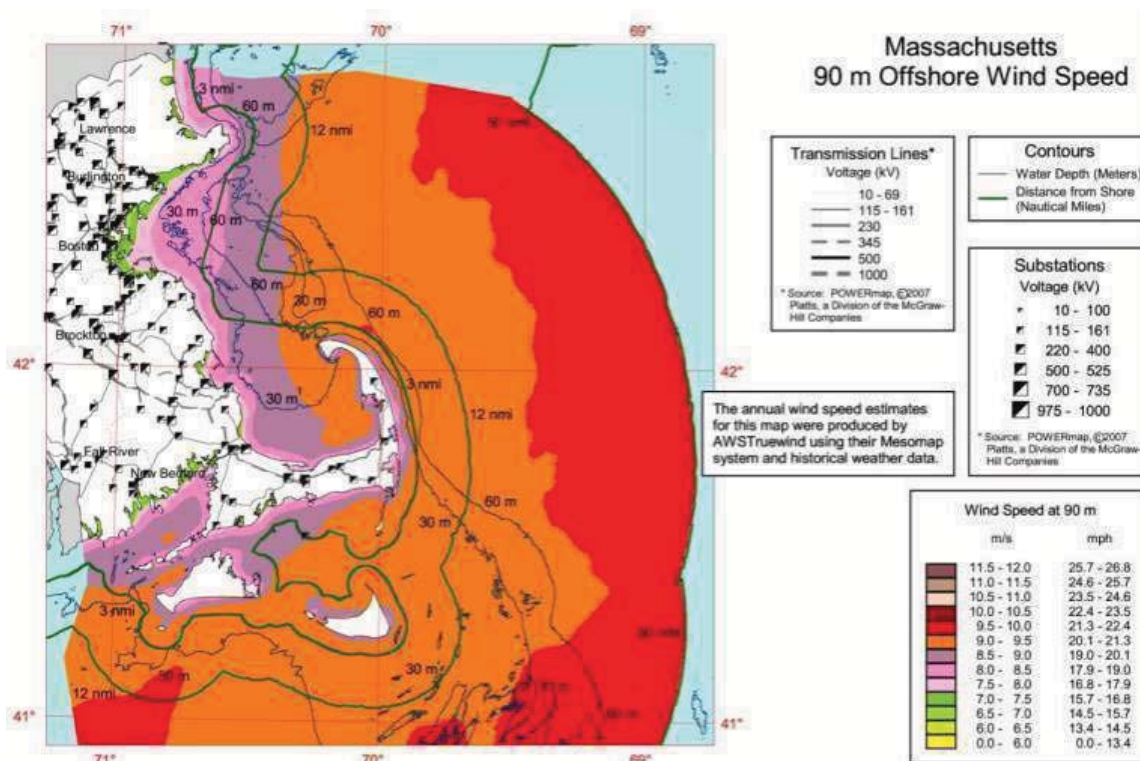 71°
70°
69°
Massachusetts
90 m Offshore Wind Speed
3 nmi
60 m
12 nmi
Lawrence
Burlington
30 m
60 m
Boston
60 m
30 m
60 m
Brockton
42°
42°
3 nmi
30 m
12 nmi
Fall River
New Bedford
60 m
30 m
30 m
3 nmi
30 m
12 nmi
41°
41°
71°
70°
69°
Transmission Lines*
Voltage (kV)
10 - 69
115 - 161
230
345
500
1000
* Source: POWERmap, ©2007
Platts, a Division of the McGraw-
Hill Companies
Contours
Water Depth (Meters)
Distance from Shore
(Nautical Miles)
Substations
Voltage (kV)
10 - 100
115 - 161
220 - 400
500 - 525
700 - 735
975 - 1000
* Source: POWERmap, ©2007
Platts, a Division of the McGraw-
Hill Companies
The annual wind speed estimates
for this map were produced by
AWSTruewind using their Mesomap
system and historical weather data.
Wind Speed at 90 m
m/s mph
11.5 - 12.0 25.7 - 26.8
11.0 - 11.5 24.6 - 25.7
10.5 - 11.0 23.5 - 24.6
10.0 - 10.5 22.4 - 23.5
9.5 - 10.0 21.3 - 22.4
9.0 - 9.5 20.1 - 21.3
8.5 - 9.0 19.0 - 20.1
8.0 - 8.5 17.9 - 19.0
7.5 - 8.0 16.8 - 17.9
7.0 - 7.5 15.7 - 16.8
6.5 - 7.0 14.5 - 15.7
6.0 - 6.5 13.4 - 14.5
0.0 - 6.0 0.0 - 13.4